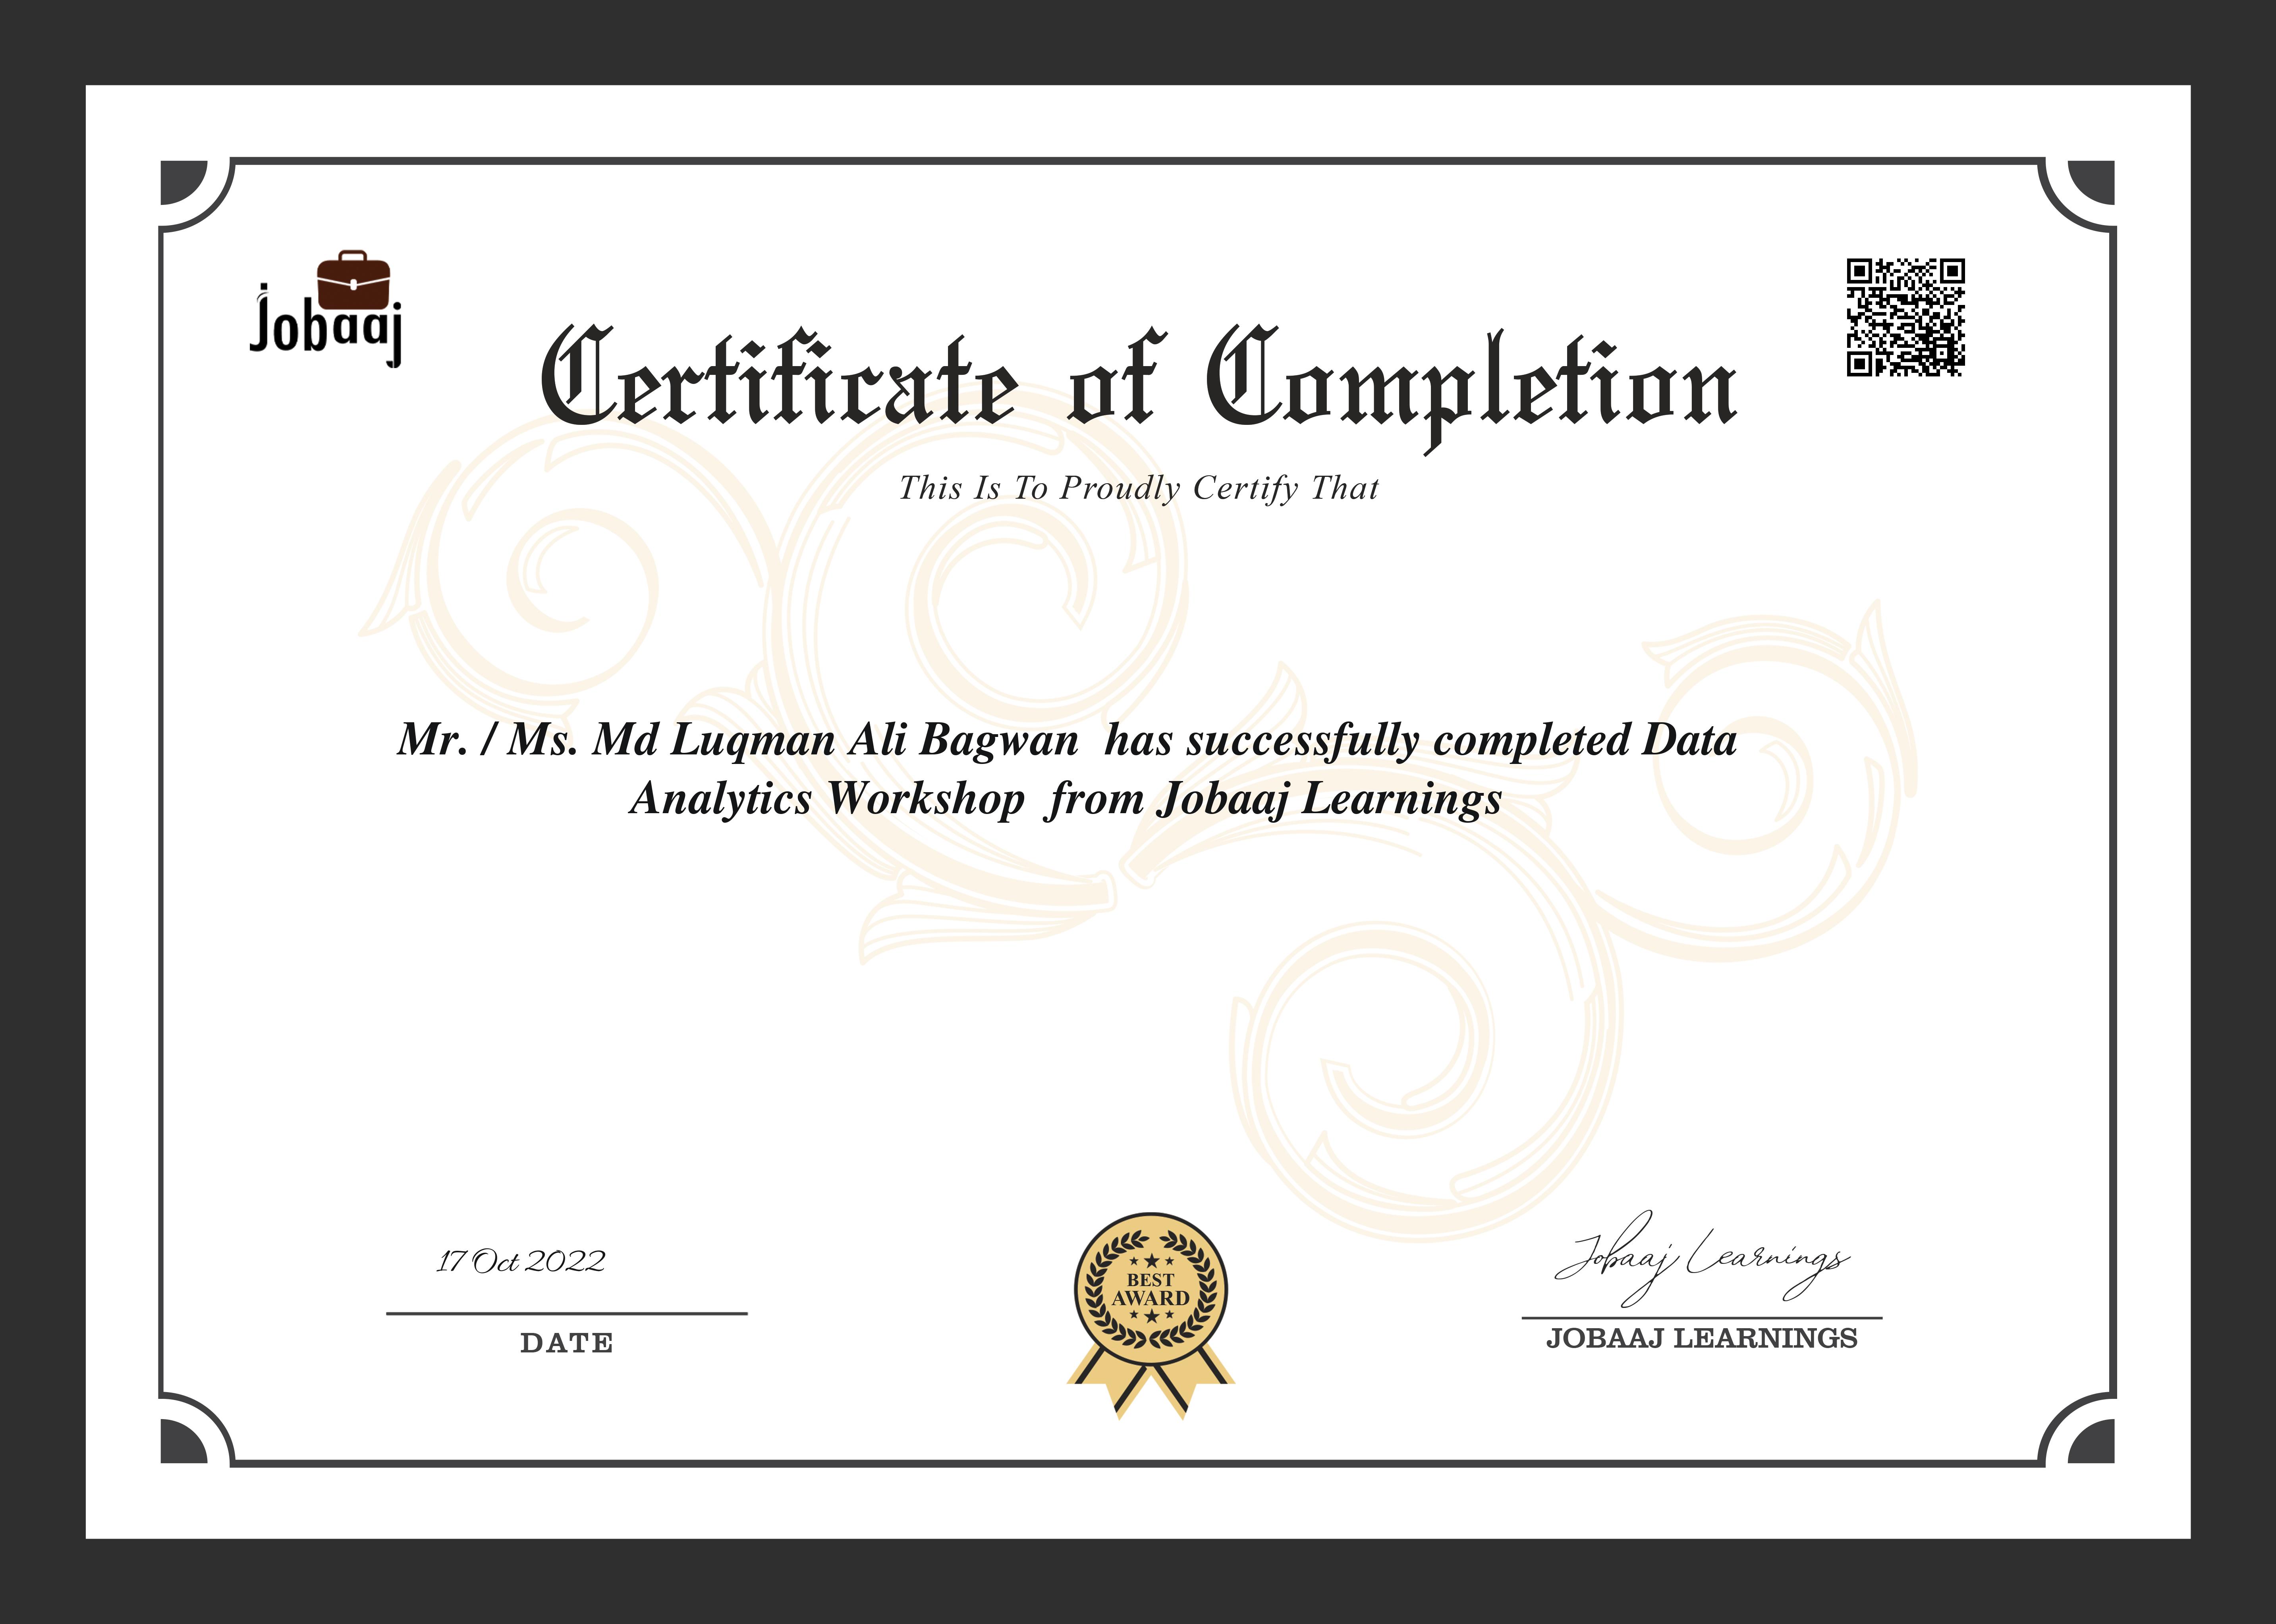 Jobaaj
Certificate of Completion
This Is To Proudly Certify That
Mr. / Ms. Md Luqman Ali Bagwan has successfully completed Data
Analytics Workshop from Jobaaj Learnings
17 Oct 2022
DATE
BEST
AWARD
Jobaaj Learnings
JOBAAJ LEARNINGS